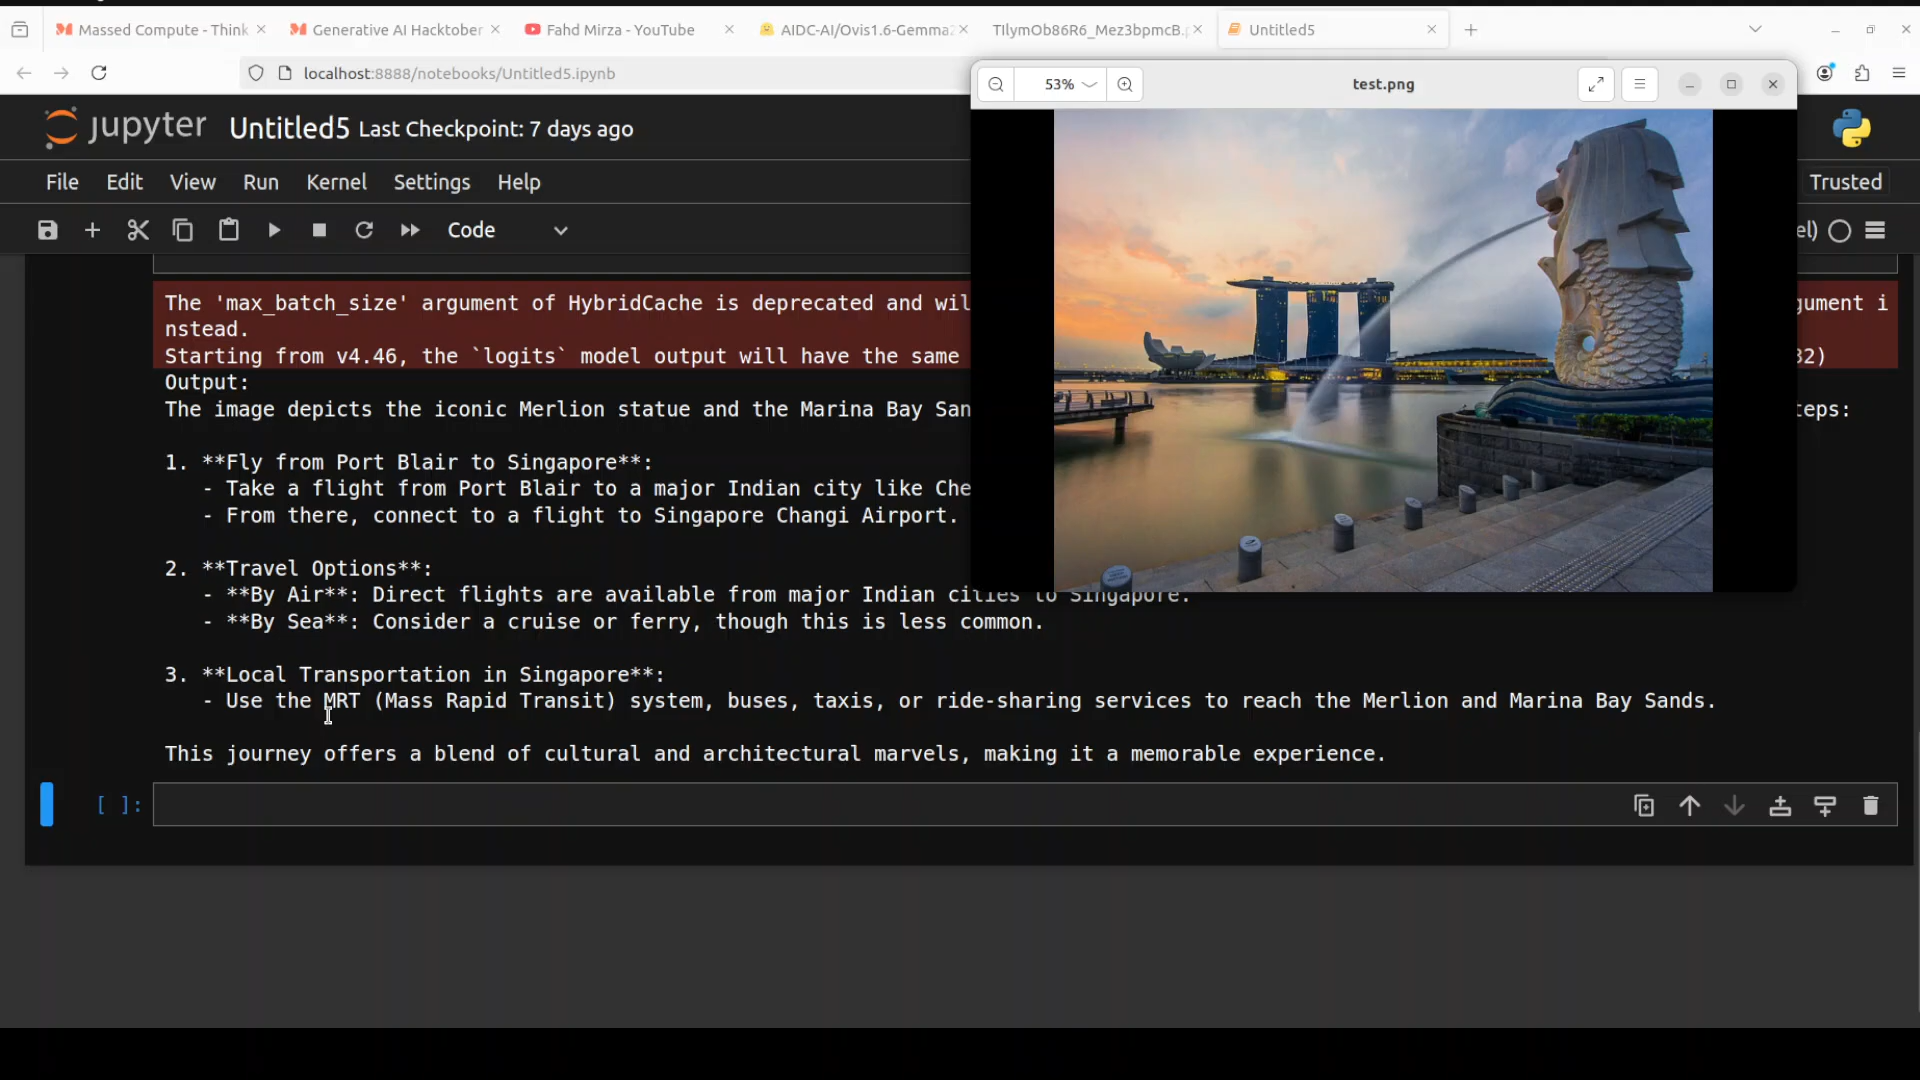 Massed Compute - Think
Generative AI Hacktober
Fahd Mirza - YouTube
AIDC-AI/Ovis1.6-Gemma2
TIlymOb86R6_Mez3bpmcB.p
Untitled5
localhost:8888/notebooks/Untitled5.ipynb
53%
test.png
jupyter
Untitled5 Last Checkpoint: 7 days ago
File Edit View Run Kernel Settings Help
Trusted
Code
el)
The 'max_batch_size' argument of HybridCache is deprecated and wil
gument i
nstead.
Starting from v4.46, the `logits` model output will have the same
32)
Output:
The image depicts the iconic Merlion statue and the Marina Bay San
teps:
1. **Fly from Port Blair to Singapore**:
- Take a flight from Port Blair to a major Indian city like Che
- From there, connect to a flight to Singapore Changi Airport.
2. **Travel Options**:
- **By Air**: Direct flights are available from major Indian cities to Singapore.
- **By Sea**: Consider a cruise or ferry, though this is less common.
3. **Local Transportation in Singapore**:
- Use the MRT (Mass Rapid Transit) system, buses, taxis, or ride-sharing services to reach the Merlion and Marina Bay Sands.
This journey offers a blend of cultural and architectural marvels, making it a memorable experience.
[ ]: